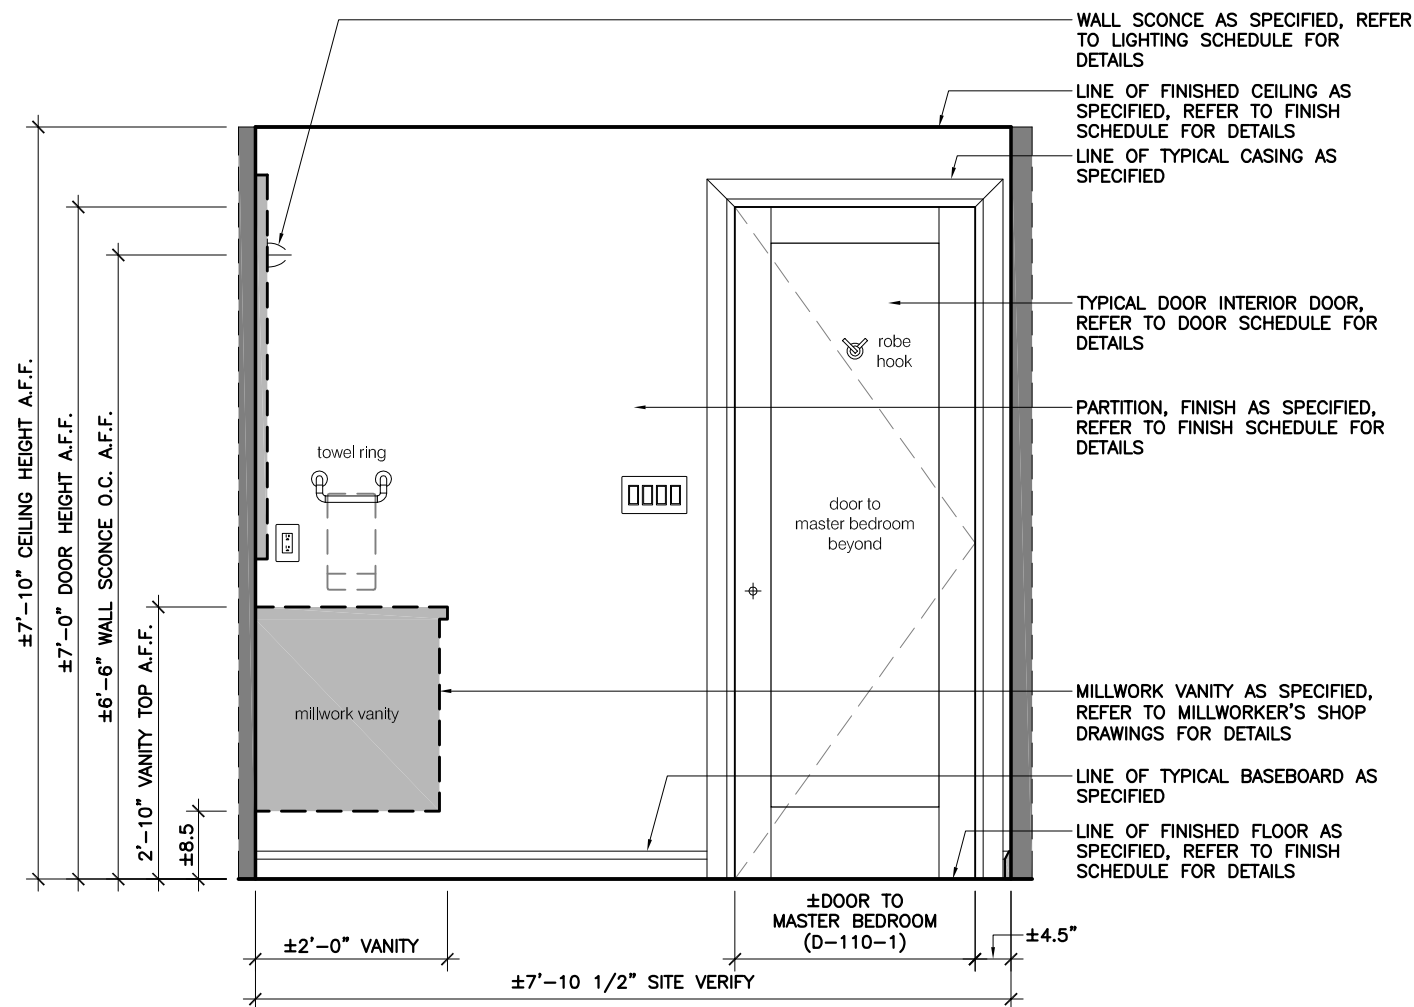 WALL SCONCE AS SPECIFIED, REFER
TO LIGHTING SCHEDULE FOR
DETAILS
LINE OF FINISHED CEILING AS
SPECIFIED, REFER TO FINISH
SCHEDULE FOR DETAILS
LINE OF TYPICAL CASING AS
SPECIFIED
TYPICAL DOOR INTERIOR DOOR,
REFER TO DOOR SCHEDULE FOR
DETAILS
PARTITION, FINISH AS SPECIFIED,
REFER TO FINISH SCHEDULE FOR
DETAILS
MILLWORK VANITY AS SPECIFIED,
REFER TO MILLWORKER'S SHOP
DRAWINGS FOR DETAILS
LINE OF TYPICAL BASEBOARD AS
SPECIFIED
LINE OF FINISHED FLOOR AS
SPECIFIED, REFER TO FINISH
SCHEDULE FOR DETAILS
±7'-10" CEILING HEIGHT A.F.F.
±7'-0" DOOR HEIGHT A.F.F.
±6'-6" WALL SCONCE O.C. A.F.F.
2'-10" VANITY TOP A.F.F.
±8.5
robe
hook
towel ring
door to
master bedroom
beyond
millwork vanity
±2'-0" VANITY
±DOOR TO
MASTER BEDROOM
(D-110-1)
±4.5"
±7'-10 1/2" SITE VERIFY